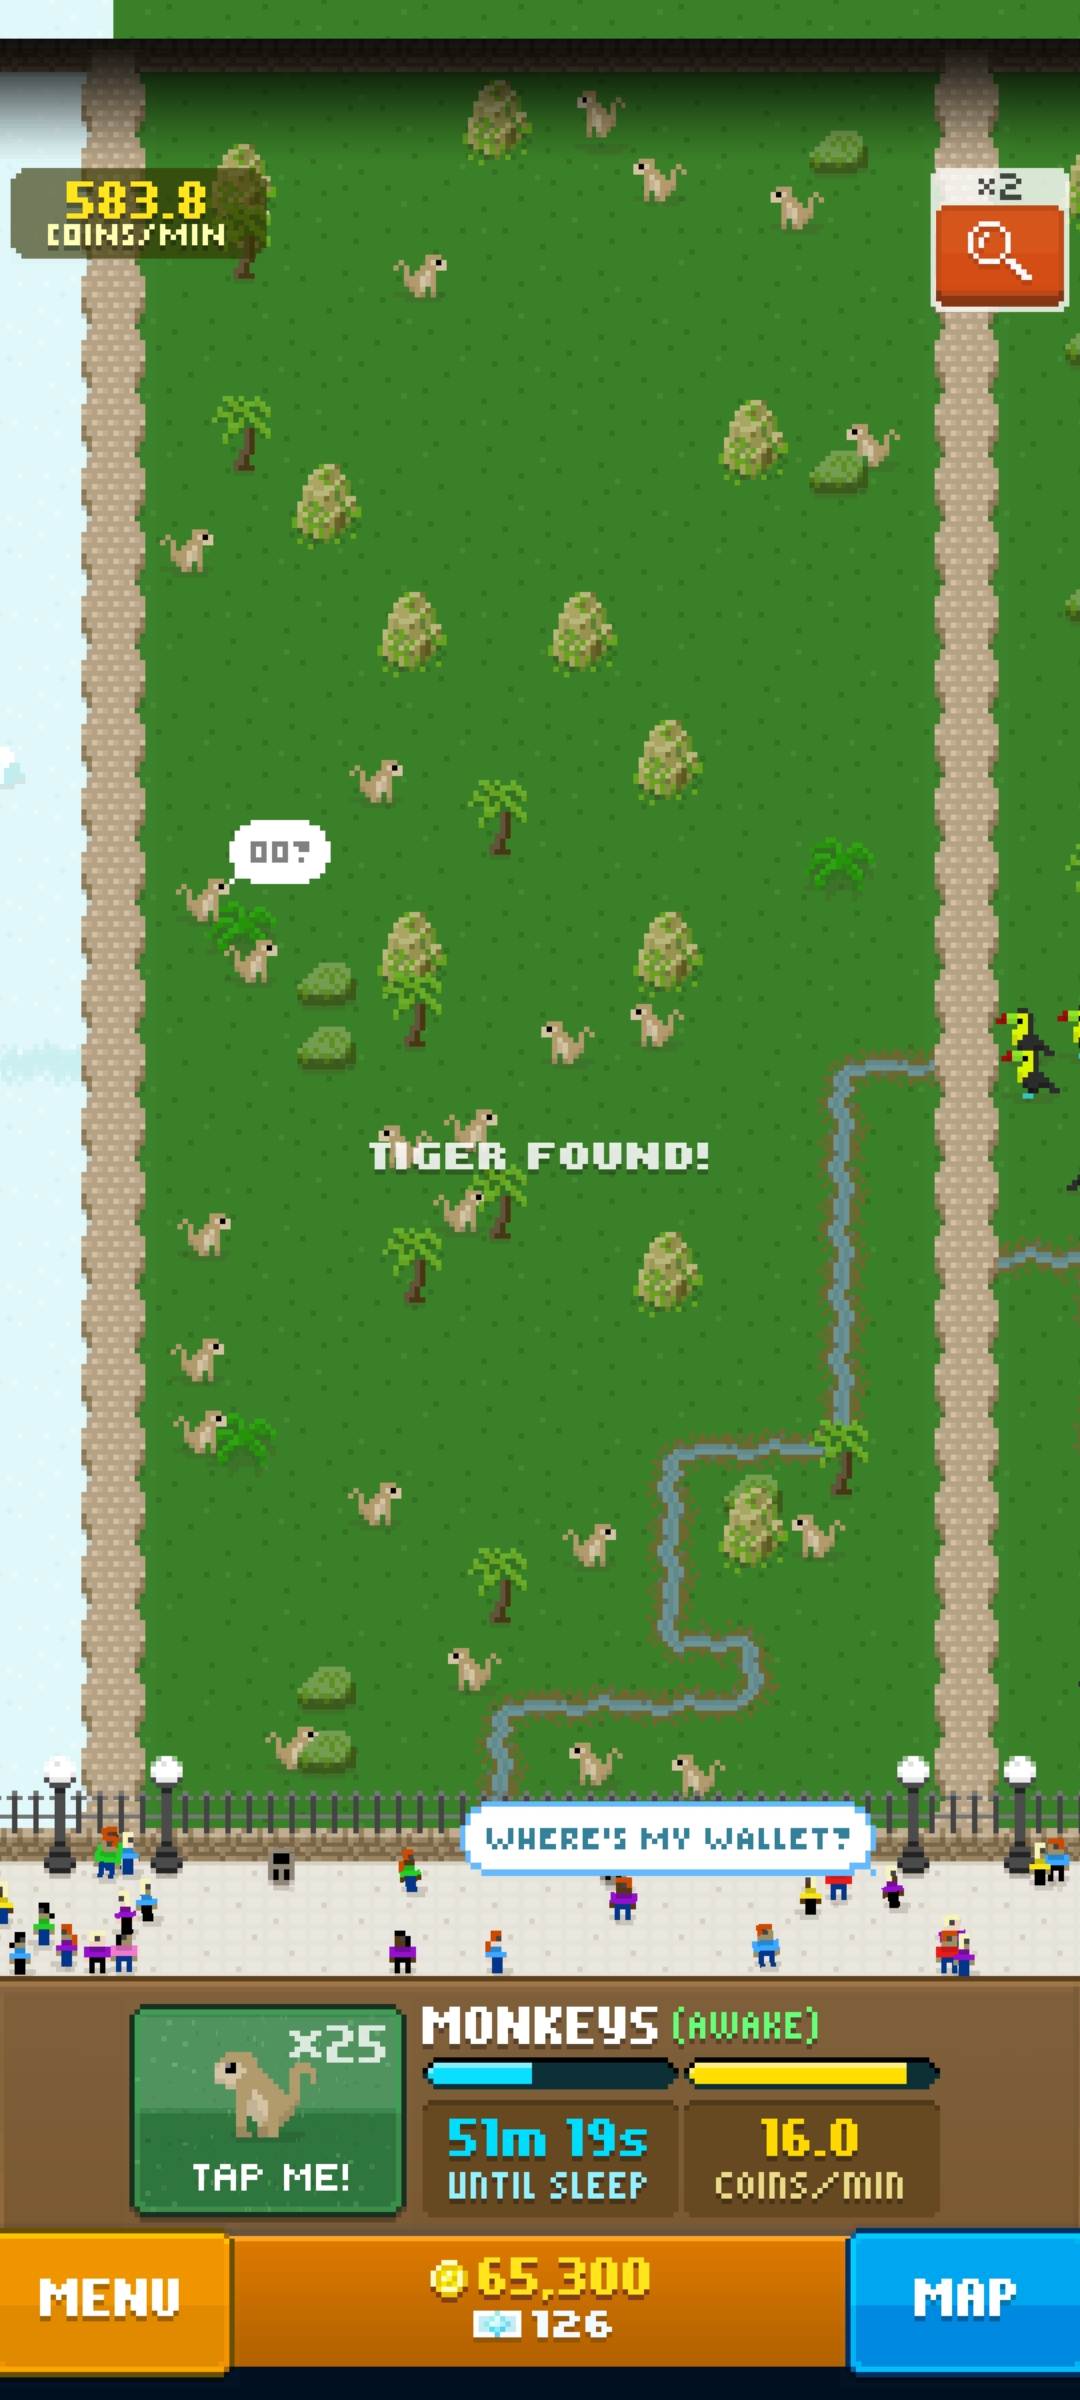 583.8
COINS/MIN
x2
OO?
TIGER FOUND!
WHERE'S MY WALLET?
x25
TAP ME!
MONKEYS (AWAKE)
51m 19s
UNTIL SLEEP
16.0
COINS/MIN
MENU
65,300
126
MAP